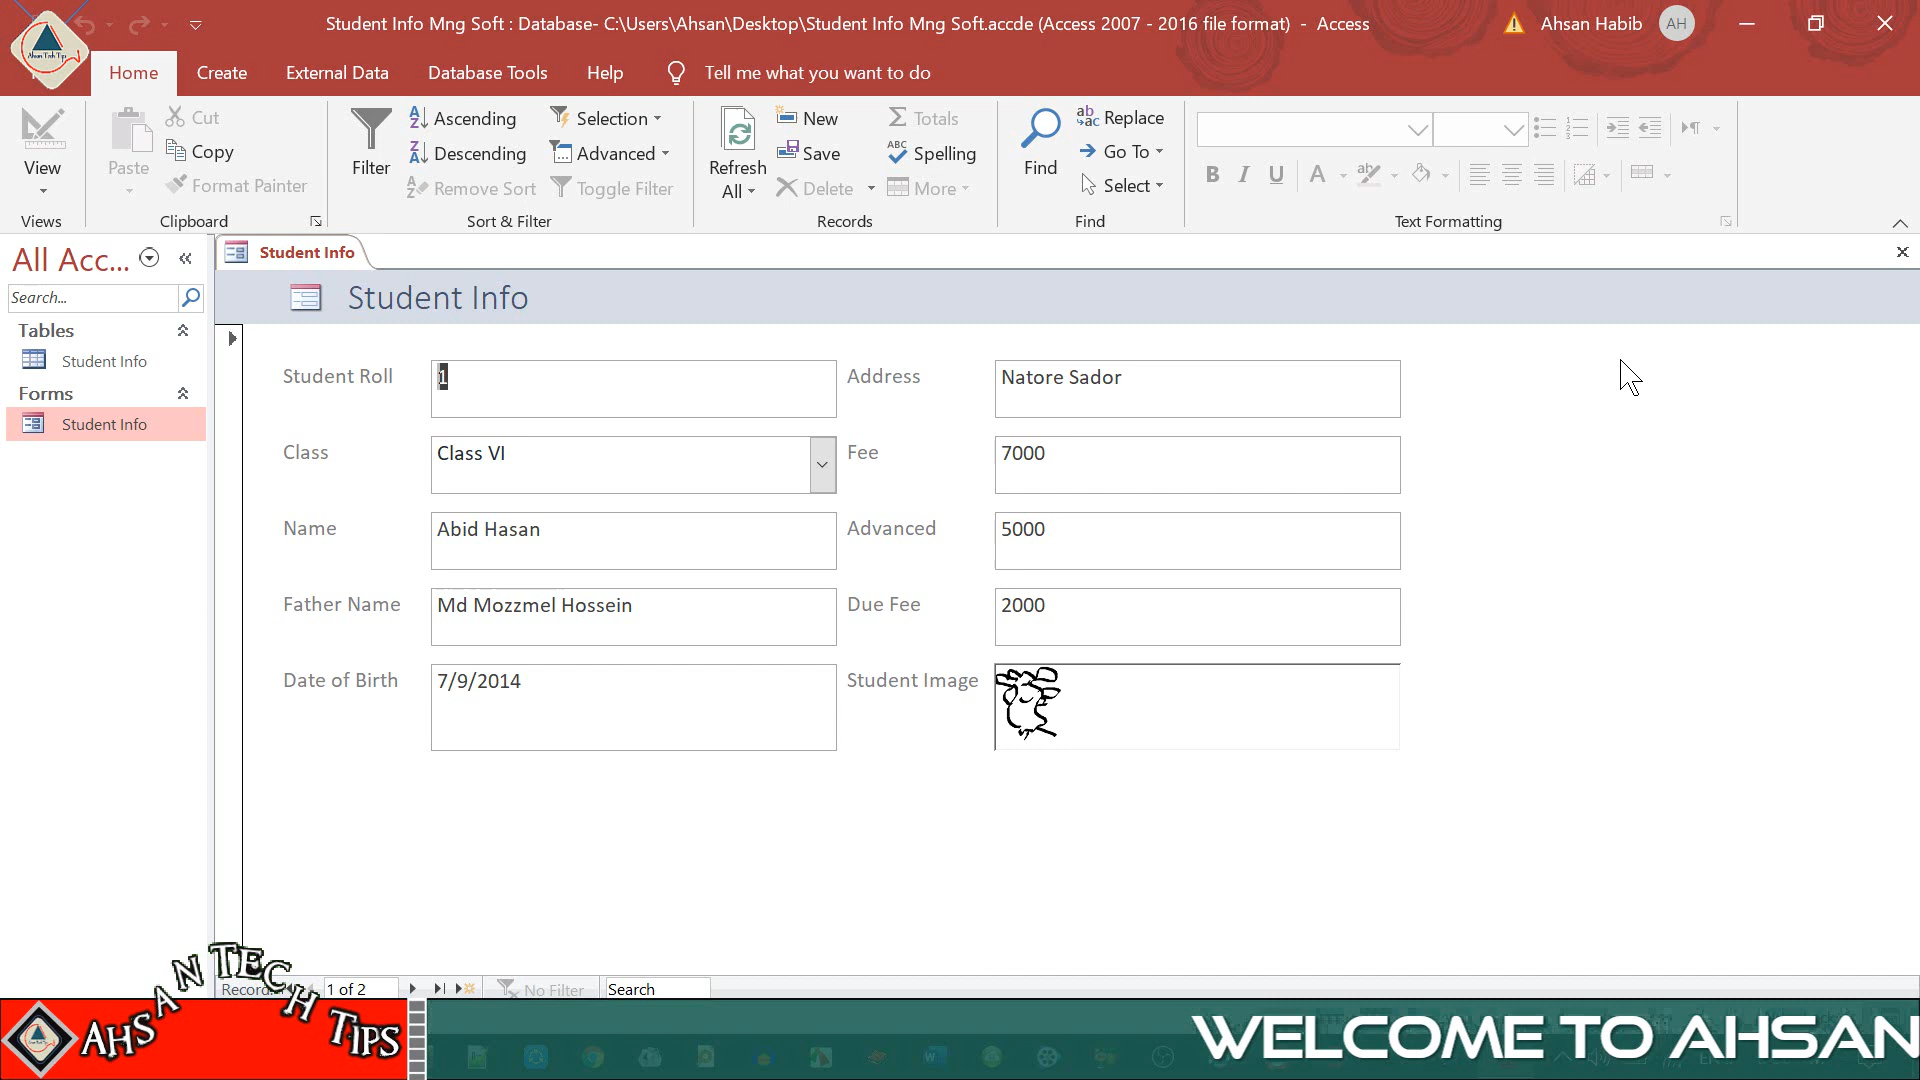 Student Info Mng Soft : Database- C:\Users\Ahsan\Desktop\Student Info Mng Soft.accde (Access 2007 - 2016 file format) - Access
Ahsan Habib AH
Home Create External Data Database Tools Help Tell me what you want to do
View
Views
Paste
Cut
Copy
Format Painter
Clipboard
Filter
Ascending
Descending
Remove Sort
Selection
Advanced
Toggle Filter
Sort & Filter
Refresh
All
New
Save
Delete
Totals
Spelling
More
Records
Find
Replace
Go To
Select
Find
B I U A
Text Formatting
All Acc...
Search...
Tables
Student Info
Forms
Student Info
Student Info
Student Info
Student Roll 1 Address Natore Sador
Class Class VI Fee 7000
Name Abid Hasan Advanced 5000
Father Name Md Mozzmel Hossein Due Fee 2000
Date of Birth 7/9/2014 Student Image
Record: 1 of 2 No Filter Search
AHSAN TECH TIPS
WELCOME TO AHSAN